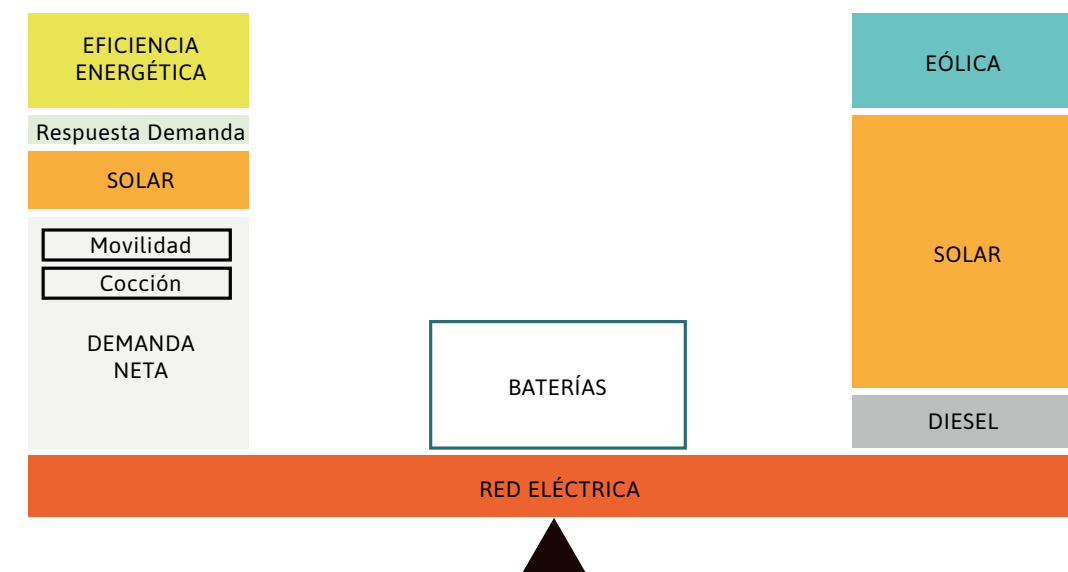 EFICIENCIA
ENERGÉTICA
Respuesta Demanda
SOLAR
Movilidad
Cocción
DEMANDA
NETA
BATERÍAS
EÓLICA
SOLAR
DIESEL
RED ELÉCTRICA